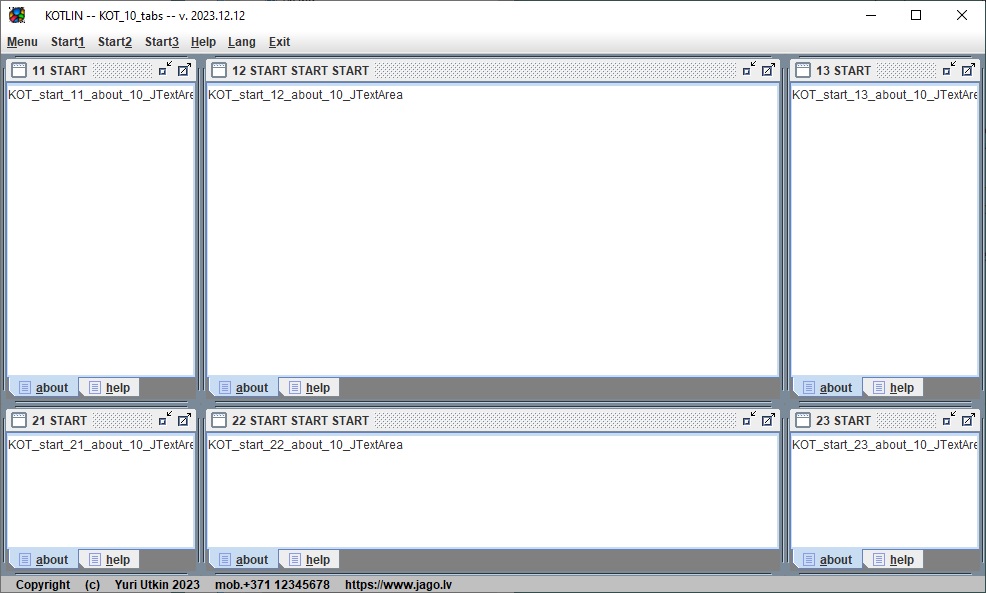 KOTLIN -- KOT_10_tabs -- v. 2023.12.12
Menu Start1 Start2 Start3 Help Lang Exit
11 START 12 START START START 13 START
KOT_start_11_about_10_JTextAre KOT_start_12_about_10_JTextArea KOT_start_13_about_10_JTextAre
about help about help about help
21 START 22 START START START 23 START
KOT_start_21_about_10_JTextAre KOT_start_22_about_10_JTextArea KOT_start_23_about_10_JTextAre
about help about help about help
Copyright (c) Yuri Utkin 2023 mob.+371 12345678 https://www.jago.lv